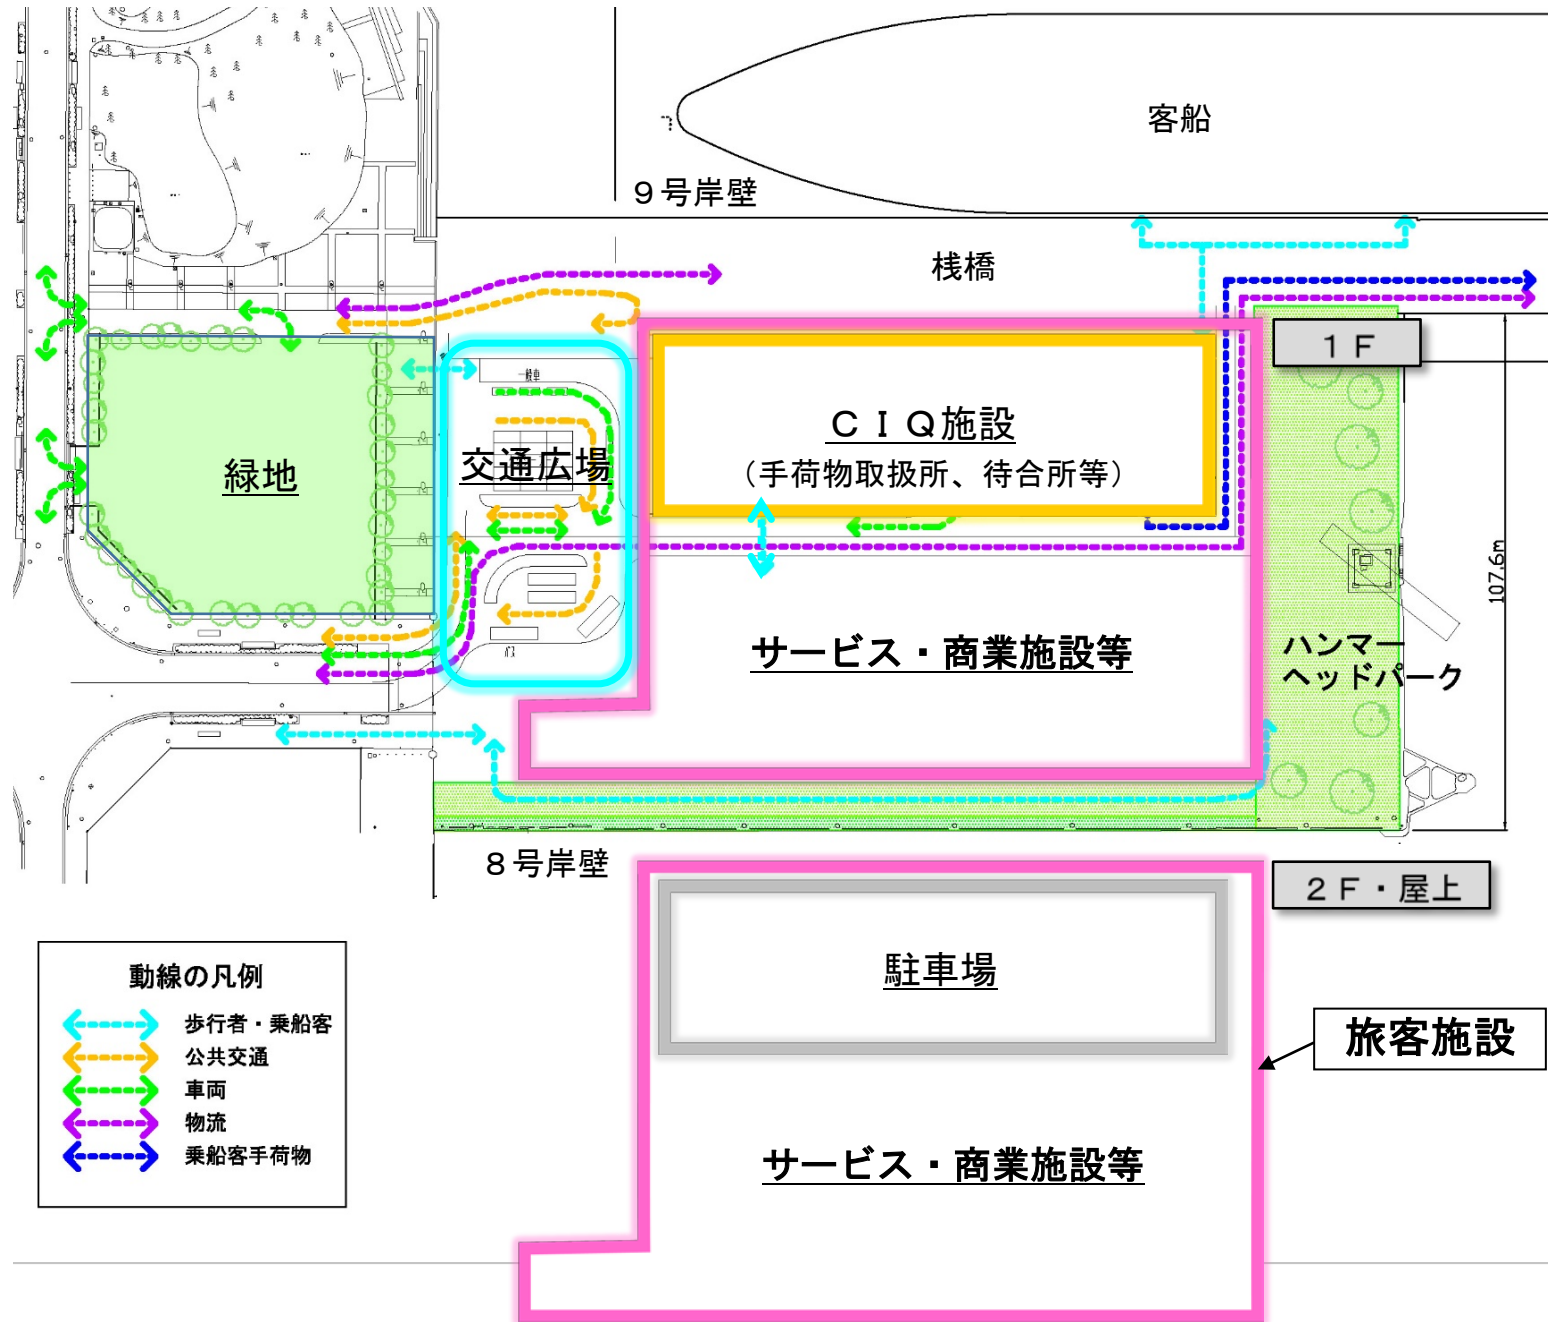 客船
９号岸壁
桟橋
１Ｆ
一般車
ＣＩＱ施設
（手荷物取扱所、待合所等）
緑地
交通広場
107.6m
サービス・商業施設等
ハンマー
ヘッドパーク
バス
８号岸壁
２Ｆ・屋上
駐車場
動線の凡例
歩行者・乗船客
公共交通
車両
物流
乗船客手荷物
旅客施設
サービス・商業施設等